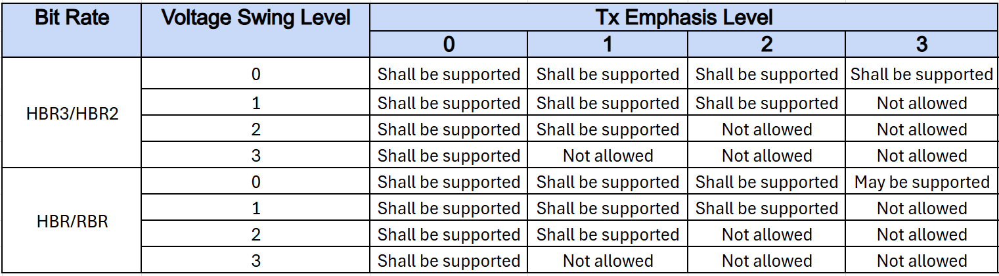 Bit Rate Voltage Swing Level Tx Emphasis Level
0 1 2 3
HBR3/HBR2
0 Shall be supported Shall be supported Shall be supported Shall be supported
1 Shall be supported Shall be supported Shall be supported Not allowed
2 Shall be supported Shall be supported Not allowed Not allowed
3 Shall be supported Not allowed Not allowed Not allowed
HBR/RBR
0 Shall be supported Shall be supported Shall be supported May be supported
1 Shall be supported Shall be supported Shall be supported Not allowed
2 Shall be supported Shall be supported Not allowed Not allowed
3 Shall be supported Not allowed Not allowed Not allowed